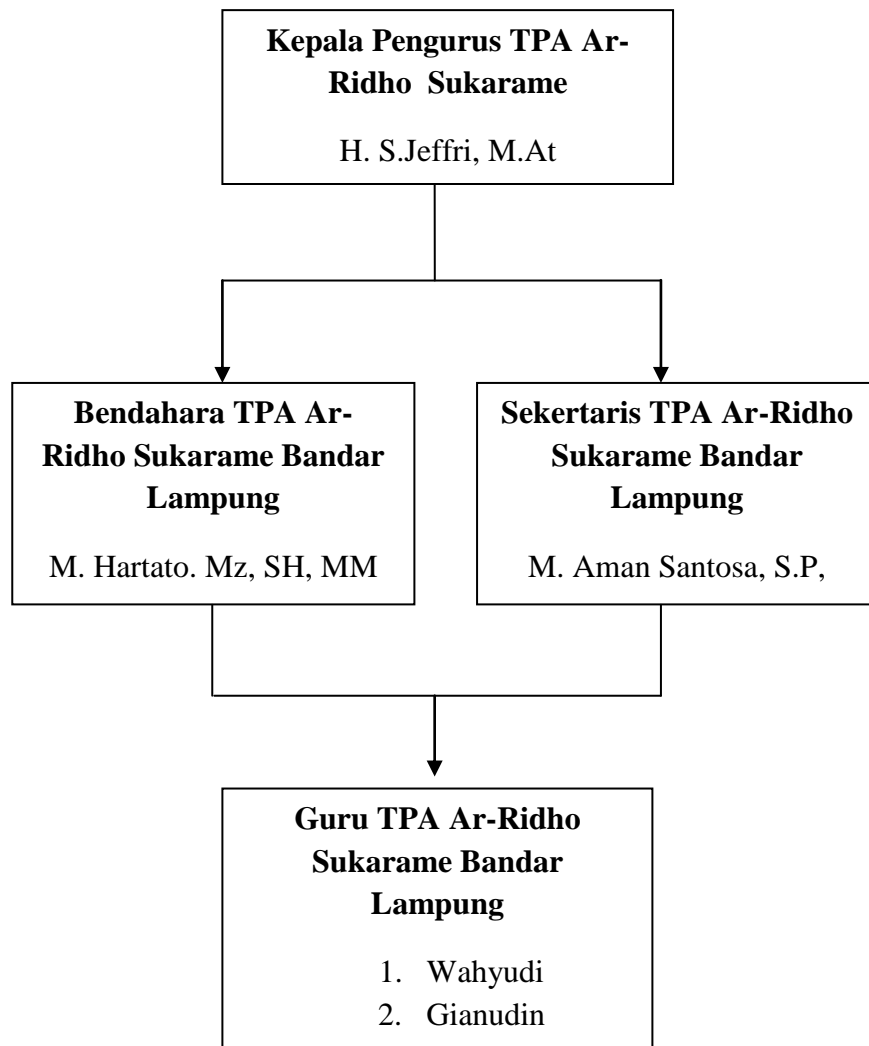 Kepala Pengurus TPA Ar-
Ridho Sukarame
H. S.Jeffri, M.At
Bendahara TPA Ar-
Ridho Sukarame Bandar
Lampung
M. Hartato. Mz, SH, MM
Sekertaris TPA Ar-Ridho
Sukarame Bandar
Lampung
M. Aman Santosa, S.P,
Guru TPA Ar-Ridho
Sukarame Bandar
Lampung
1. Wahyudi
2. Gianudin